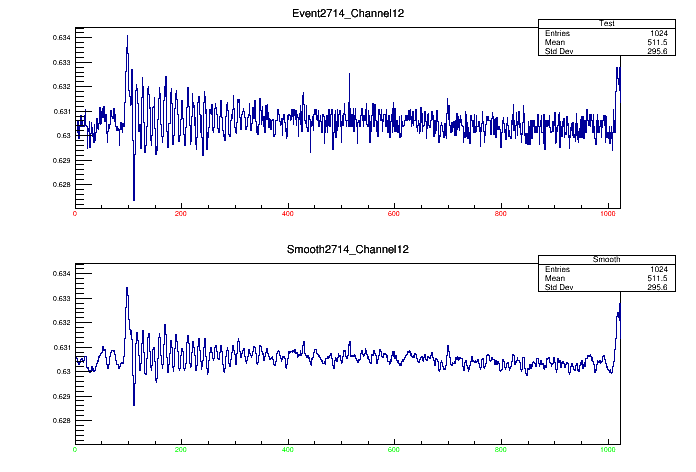 Event2714_Channel12
Test
Entries 1024
Mean 511.5
Std Dev 295.6
0.634
0.633
0.632
0.631
0.63
0.629
0.628
0 200 400 600 800 1000
Smooth2714_Channel12
Smooth
Entries 1024
Mean 511.5
Std Dev 295.6
0.634
0.633
0.632
0.631
0.63
0.629
0.628
0 200 400 600 800 1000